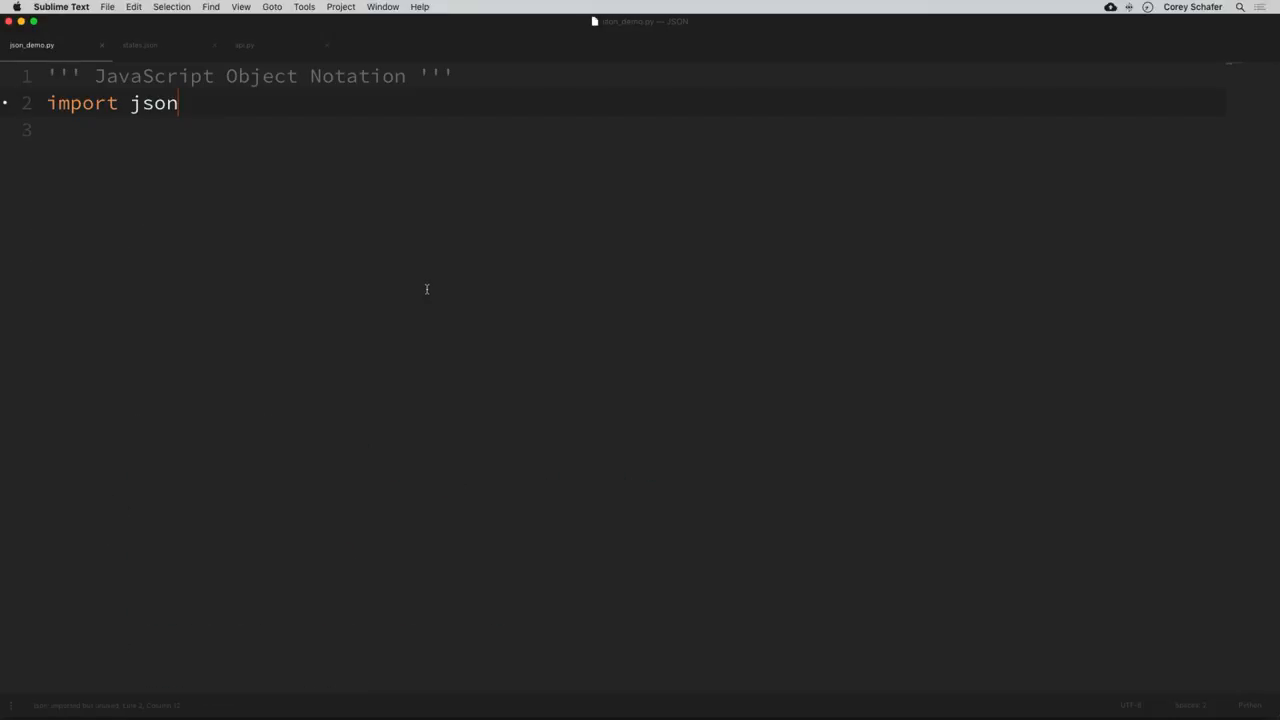 Sublime Text File Edit Selection Find View Goto Tools Project Window Help Corey Schafer
json_demo.py — JSON
json_demo.py states.json api.py
1 ''' JavaScript Object Notation '''
2 import json
3
json imported but unused, Line 2, Column 12 UTF-8 Spaces: 2 Python